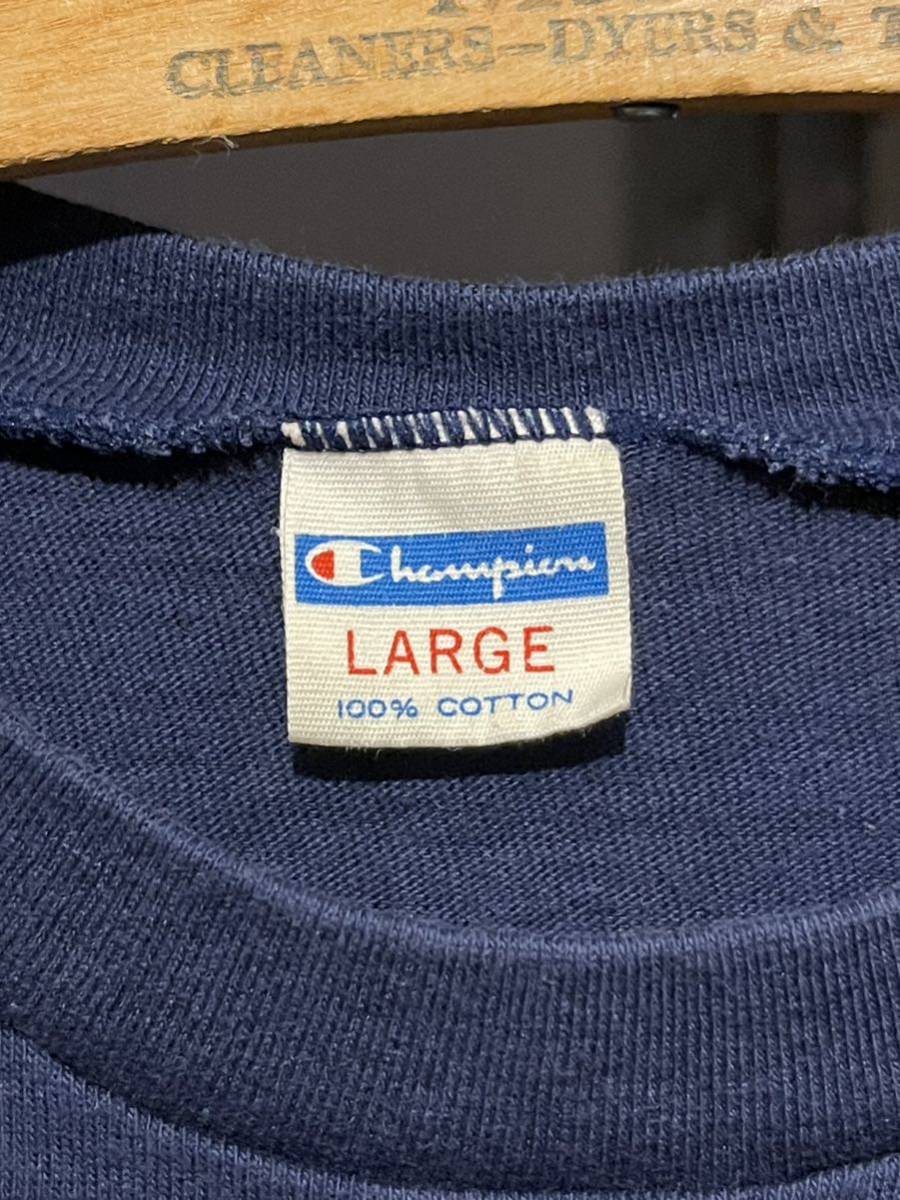 CLEANERS-DYERS &
Champion
LARGE
100% COTTON